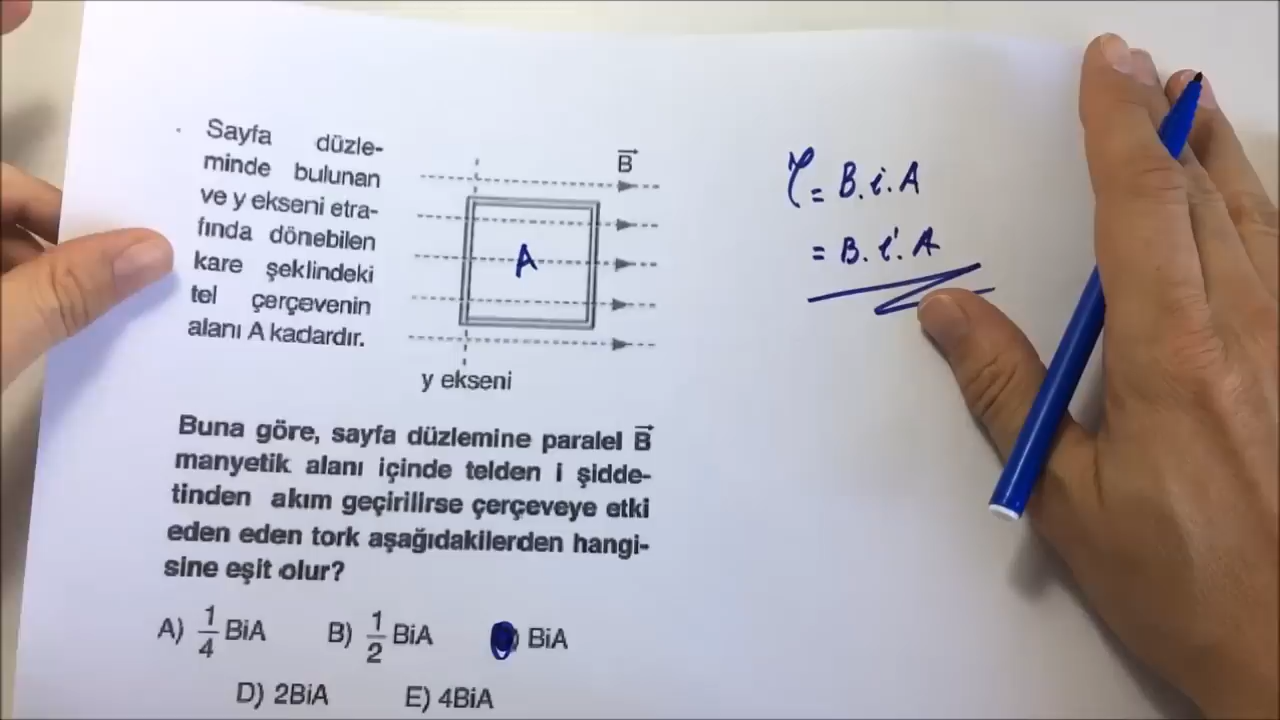 Sayfa düzle-
minde bulunan
ve y ekseni etra-
fında dönebilen
kare şeklindeki
tel çerçevenin
alanı A kadardır.
B
A
y ekseni
τ = B.i.A
= B.i.A
Buna göre, sayfa düzlemine paralel B
manyetik alanı içinde telden i şidde-
tinden akım geçirilirse çerçeveye etki
eden eden tork aşağıdakilerden hangi-
sine eşit olur?
A) 1/4 BiA B) 1/2 BiA ) BiA
D) 2BiA E) 4BiA